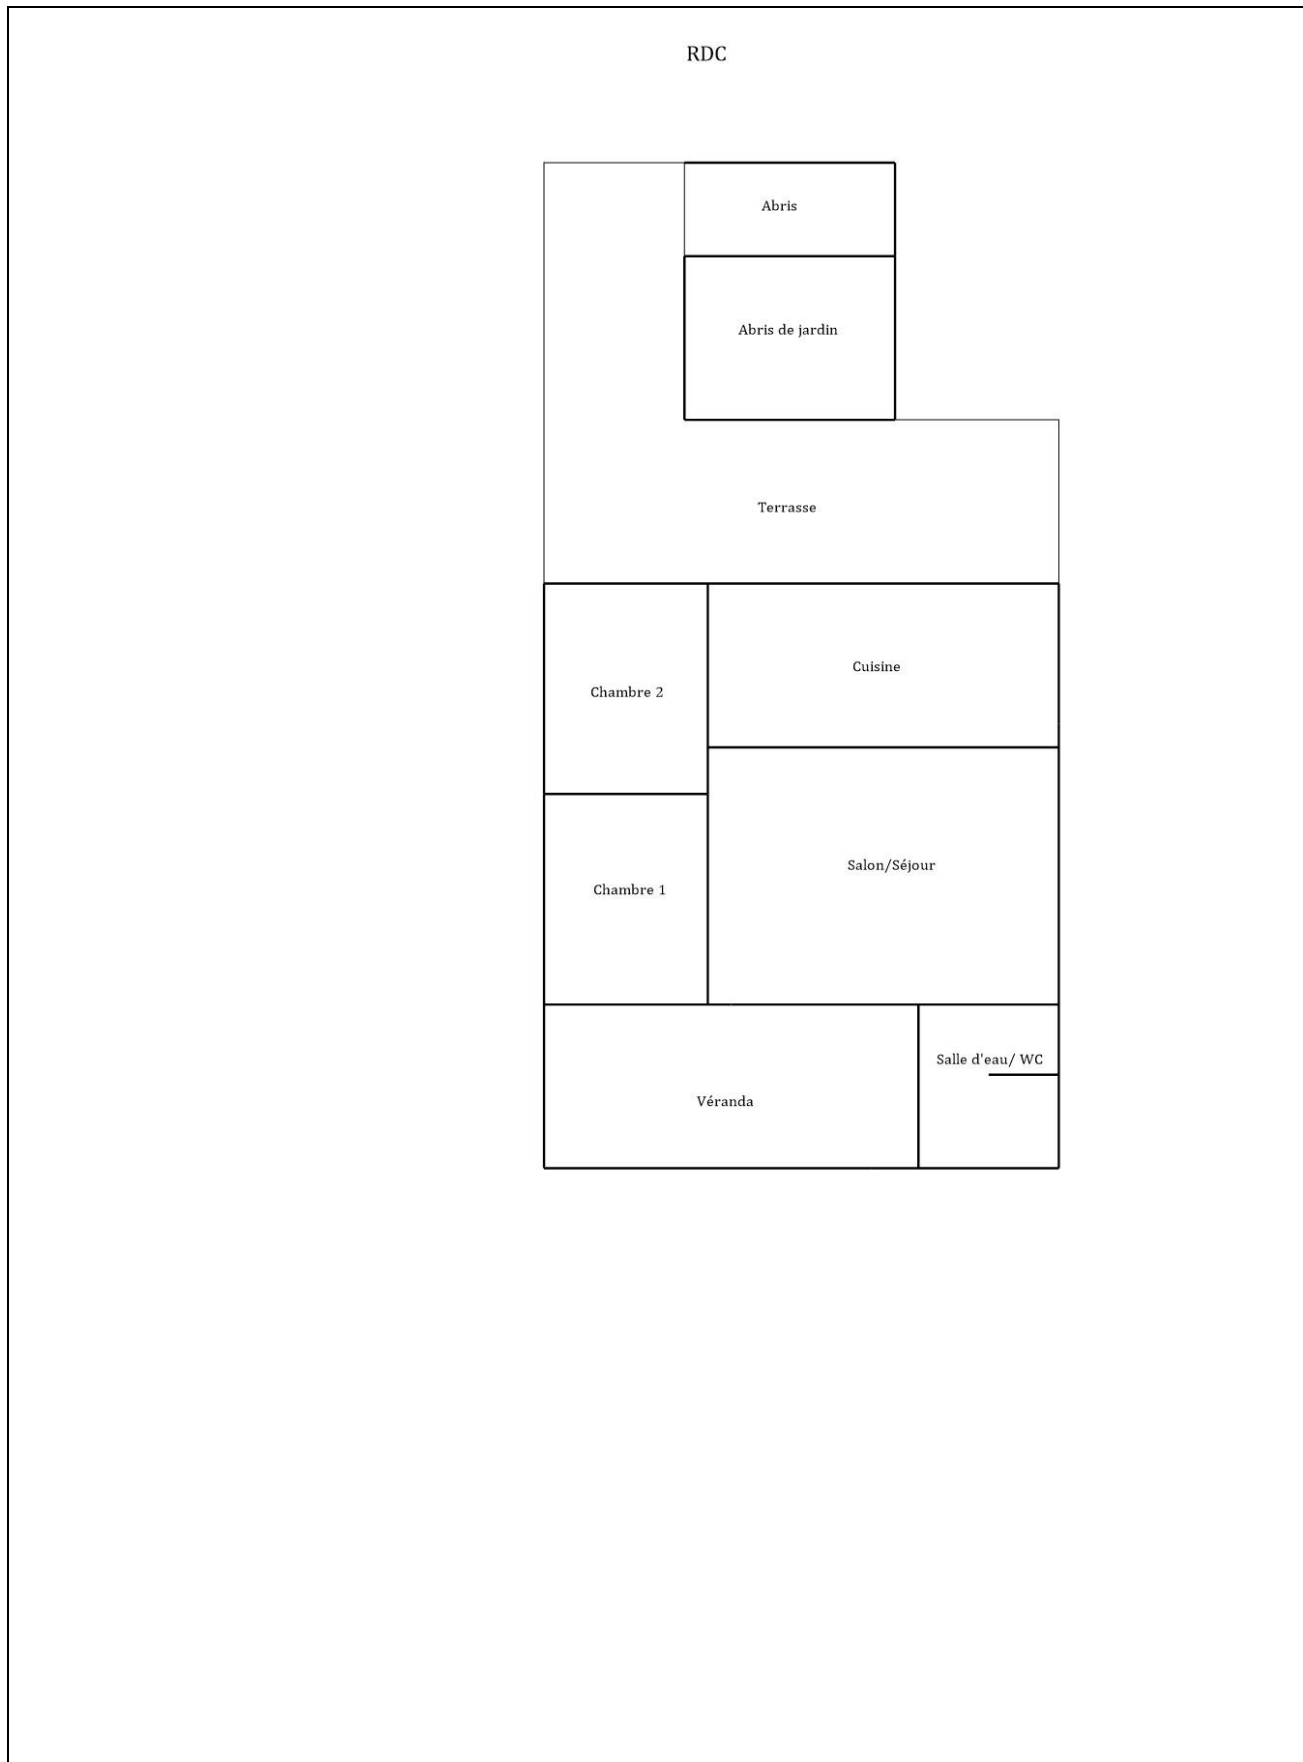 RDC
Abris
Abris de jardin
Terrasse
Cuisine
Chambre 2
Salon/Séjour
Chambre 1
Salle d'eau/ WC
Véranda